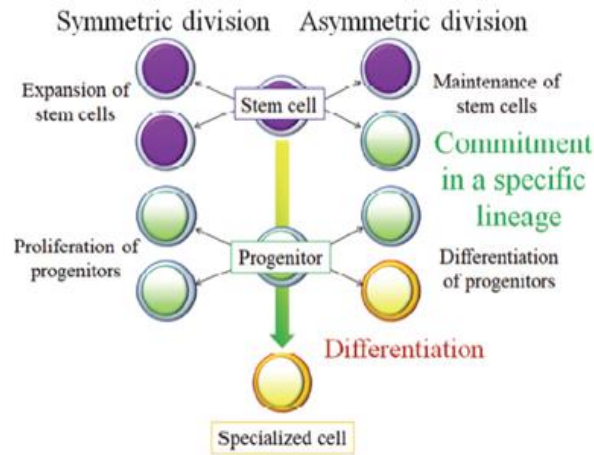 Symmetric division
Asymmetric division
Expansion of
stem cells
Stem cell
Maintenance of
stem cells
Commitment
in a specific
lineage
Proliferation of
progenitors
Progenitor
Differentiation
of progenitors
Differentiation
Specialized cell